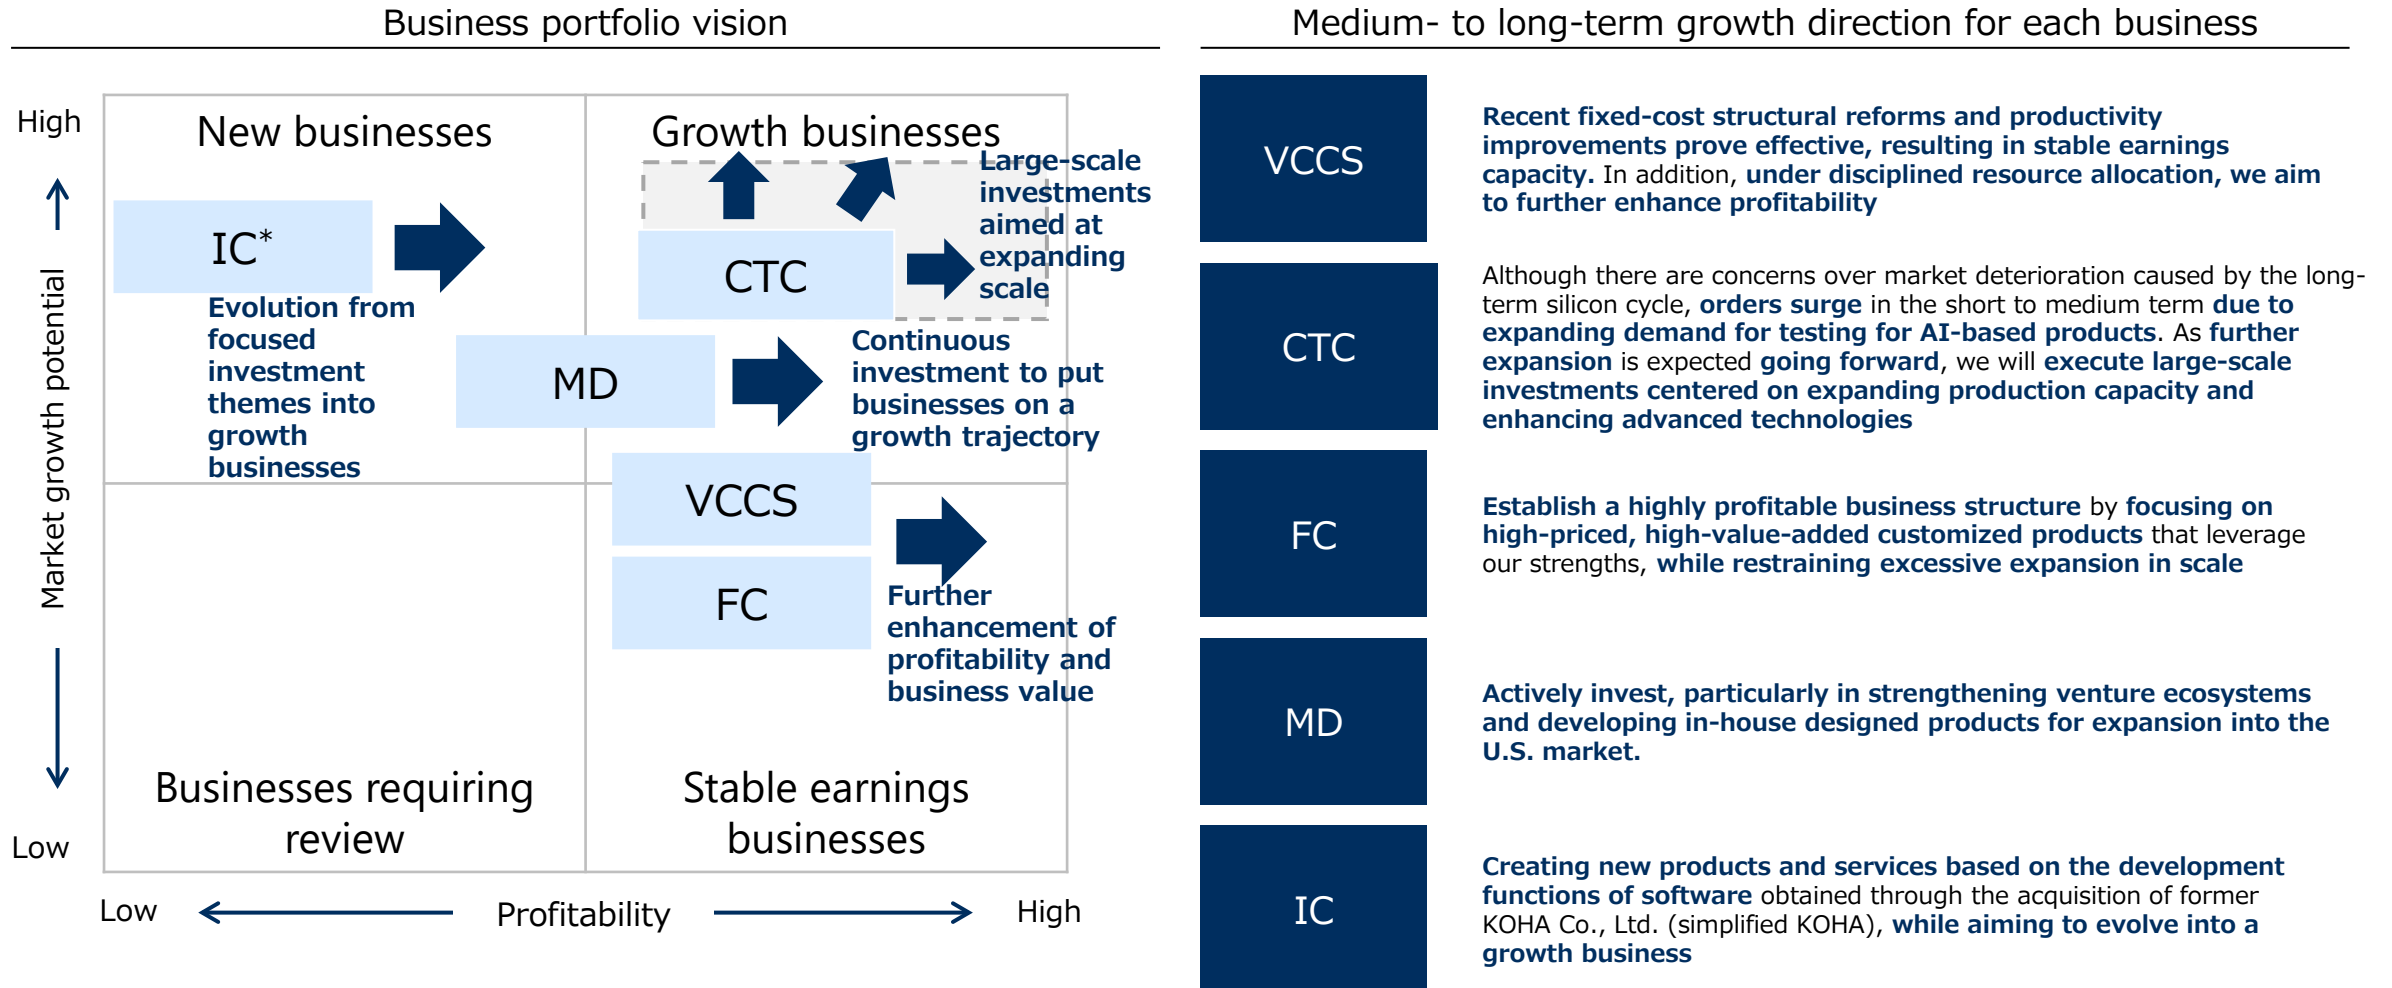 Business portfolio vision
High
Market growth potential
Low
New businesses
Growth businesses
IC*
Evolution from
focused
investment
themes into
growth
businesses
CTC
Large-scale
investments
aimed at
expanding
scale
MD
Continuous
investment to put
businesses on a
growth trajectory
VCCS
FC
Further
enhancement of
profitability and
business value
Businesses requiring
review
Stable earnings
businesses
Low
Profitability
High
Medium- to long-term growth direction for each business
VCCS
Recent fixed-cost structural reforms and productivity
improvements prove effective, resulting in stable earnings
capacity. In addition, under disciplined resource allocation, we aim
to further enhance profitability
CTC
Although there are concerns over market deterioration caused by the long-
term silicon cycle, orders surge in the short to medium term due to
expanding demand for testing for AI-based products. As further
expansion is expected going forward, we will execute large-scale
investments centered on expanding production capacity and
enhancing advanced technologies
FC
Establish a highly profitable business structure by focusing on
high-priced, high-value-added customized products that leverage
our strengths, while restraining excessive expansion in scale
MD
Actively invest, particularly in strengthening venture ecosystems
and developing in-house designed products for expansion into the
U.S. market.
IC
Creating new products and services based on the development
functions of software obtained through the acquisition of former
KOHA Co., Ltd. (simplified KOHA), while aiming to evolve into a
growth business